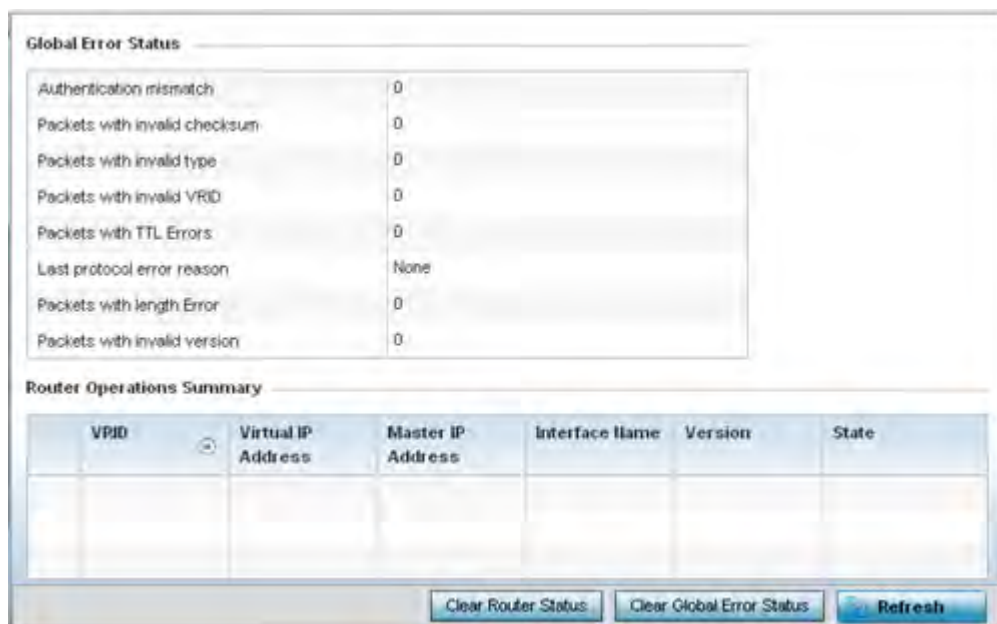 Global Error Status
Authentication mismatch 0
Packets with invalid checksum 0
Packets with invalid type 0
Packets with invalid VRID 0
Packets with TTL Errors 0
Last protocol error reason None
Packets with length Error 0
Packets with invalid version 0
Router Operations Summary
VRID Virtual IP Address Master IP Address Interface Name Version State
Clear Router Status Clear Global Error Status Refresh